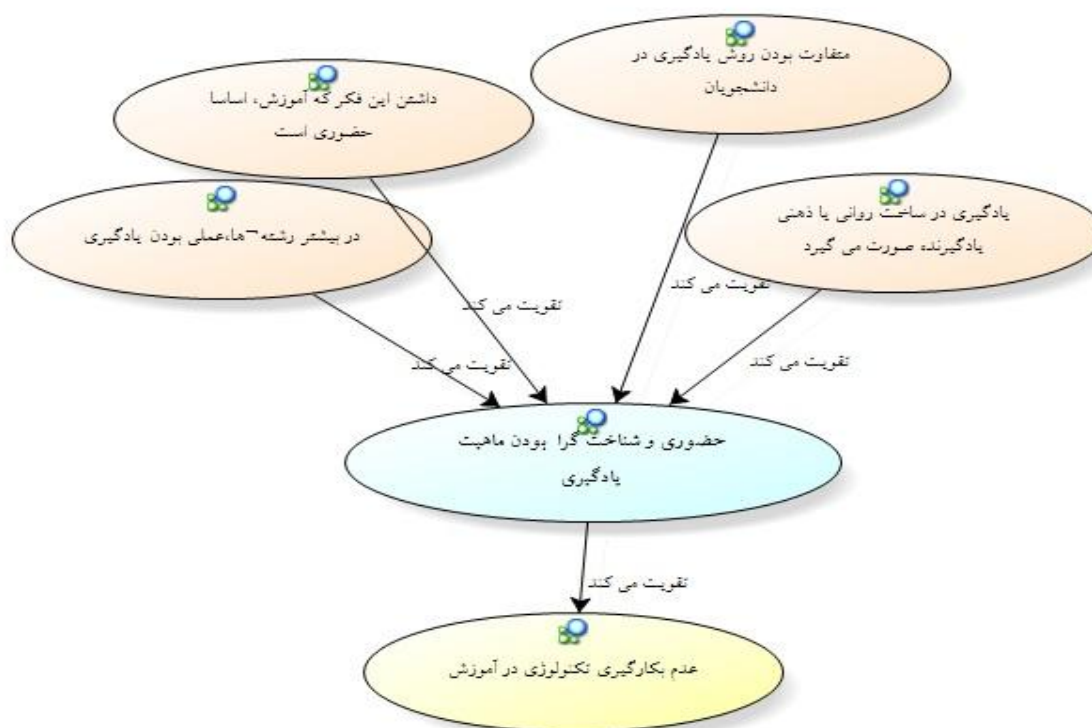 متفاوت بودن روش یادگیری در
دانشجویان
داشتن این فکر که آموزش، اساسا
حضوری است
یادگیری در ساخت روانی یا ذهنی
یادگیرنده صورت می گیرد
در بیشتر رشته¬ها،عملی بودن یادگیری
تقویت می کند
تقویت می کند
تقویت می کند
تقویت می کند
حضوری و شناخت گرا بودن ماهیت
یادگیری
تقویت می کند
عدم بکارگیری تکنولوژی در آموزش